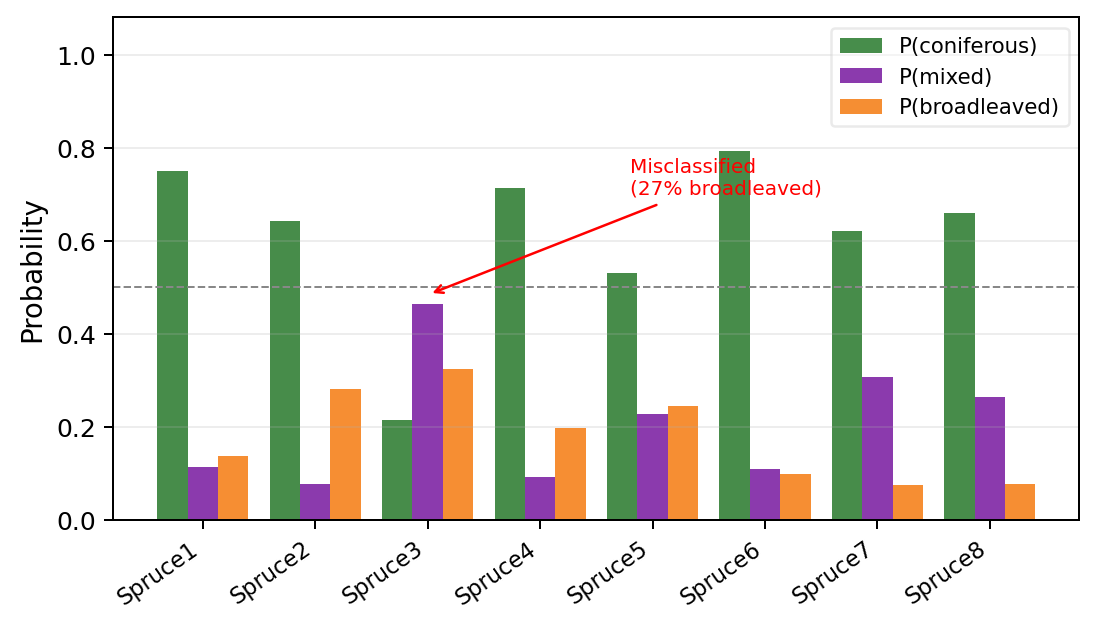 P(coniferous)
P(mixed)
P(broadleaved)
Misclassified
(27% broadleaved)
Probability
1.0
0.8
0.6
0.4
0.2
0.0
Spruce1
Spruce2
Spruce3
Spruce4
Spruce5
Spruce6
Spruce7
Spruce8